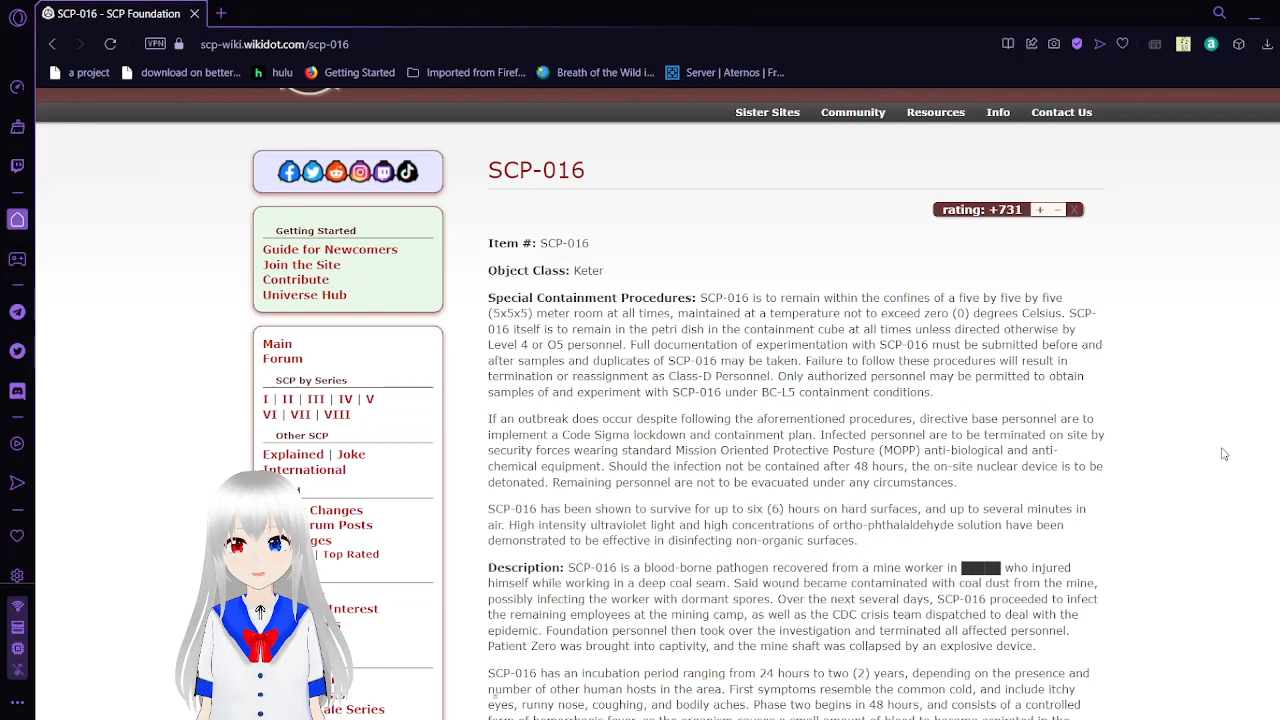 SCP-016 - SCP Foundation
VPN
scp-wiki.wikidot.com/scp-016
a project
download on better...
hulu
Getting Started
Imported from Firef...
Breath of the Wild i...
Server | Aternos | Fr...
Sister Sites
Community
Resources
Info
Contact Us
Getting Started
Guide for Newcomers
Join the Site
Contribute
Universe Hub
Main
Forum
SCP by Series
I | II | III | IV | V
VI | VII | VIII
Other SCP
Explained | Joke
International
Changes
rum Posts
ges
| Top Rated
Interest
ale Series
SCP-016
rating: +731 + − X
Item #: SCP-016
Object Class: Keter
Special Containment Procedures: SCP-016 is to remain within the confines of a five by five by five
(5x5x5) meter room at all times, maintained at a temperature not to exceed zero (0) degrees Celsius. SCP-
016 itself is to remain in the petri dish in the containment cube at all times unless directed otherwise by
Level 4 or O5 personnel. Full documentation of experimentation with SCP-016 must be submitted before and
after samples and duplicates of SCP-016 may be taken. Failure to follow these procedures will result in
termination or reassignment as Class-D Personnel. Only authorized personnel may be permitted to obtain
samples of and experiment with SCP-016 under BC-L5 containment conditions.
If an outbreak does occur despite following the aforementioned procedures, directive base personnel are to
implement a Code Sigma lockdown and containment plan. Infected personnel are to be terminated on site by
security forces wearing standard Mission Oriented Protective Posture (MOPP) anti-biological and anti-
chemical equipment. Should the infection not be contained after 48 hours, the on-site nuclear device is to be
detonated. Remaining personnel are not to be evacuated under any circumstances.
SCP-016 has been shown to survive for up to six (6) hours on hard surfaces, and up to several minutes in
air. High intensity ultraviolet light and high concentrations of ortho-phthalaldehyde solution have been
demonstrated to be effective in disinfecting non-organic surfaces.
Description: SCP-016 is a blood-borne pathogen recovered from a mine worker in █████ who injured
himself while working in a deep coal seam. Said wound became contaminated with coal dust from the mine,
possibly infecting the worker with dormant spores. Over the next several days, SCP-016 proceeded to infect
the remaining employees at the mining camp, as well as the CDC crisis team dispatched to deal with the
epidemic. Foundation personnel then took over the investigation and terminated all affected personnel.
Patient Zero was brought into captivity, and the mine shaft was collapsed by an explosive device.
SCP-016 has an incubation period ranging from 24 hours to two (2) years, depending on the presence and
number of other human hosts in the area. First symptoms resemble the common cold, and include itchy
eyes, runny nose, coughing, and bodily aches. Phase two begins in 48 hours, and consists of a controlled
form of hemorrhagic fever, as the organism causes a small amount of blood to become aspirated in the